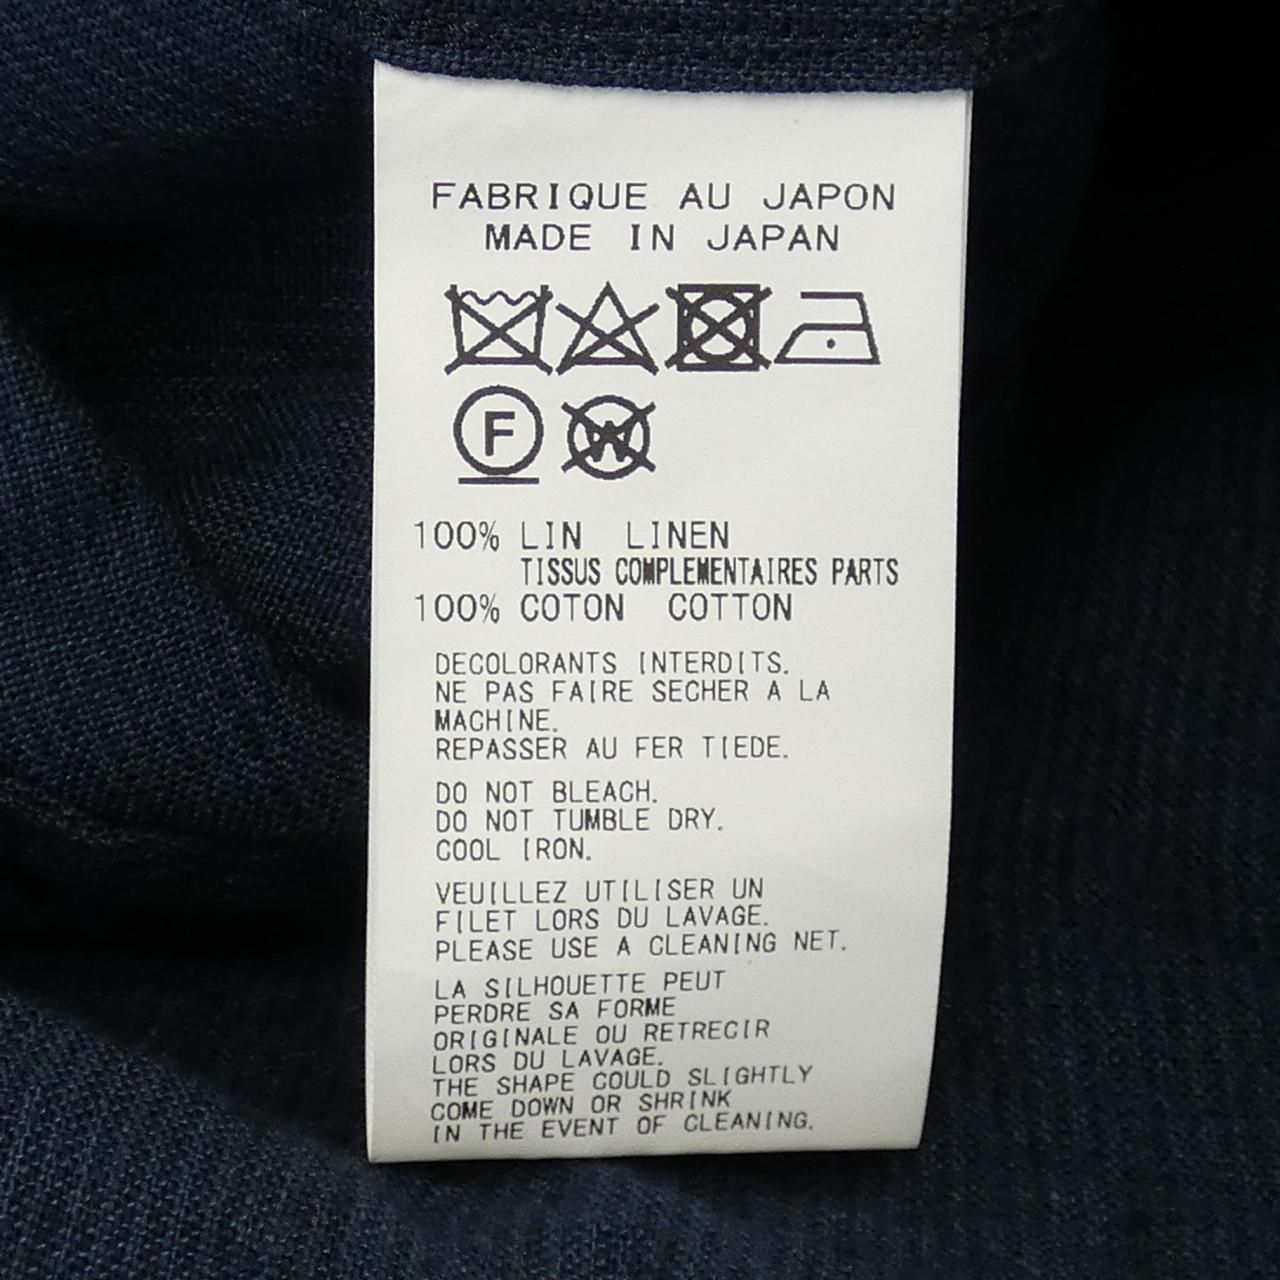 FABRIQUE AU JAPON
MADE IN JAPAN
F W
100% LIN LINEN
TISSUS COMPLEMENTAIRES PARTS
100% COTON COTTON
DECOLORANTS INTERDITS.
NE PAS FAIRE SECHER A LA
MACHINE.
REPASSER AU FER TIEDE.
DO NOT BLEACH.
DO NOT TUMBLE DRY.
COOL IRON.
VEUILLEZ UTILISER UN
FILET LORS DU LAVAGE.
PLEASE USE A CLEANING NET.
LA SILHOUETTE PEUT
PERDRE SA FORME
ORIGINALE OU RETRECIR
LORS DU LAVAGE.
THE SHAPE COULD SLIGHTLY
COME DOWN OR SHRINK
IN THE EVENT OF CLEANING.